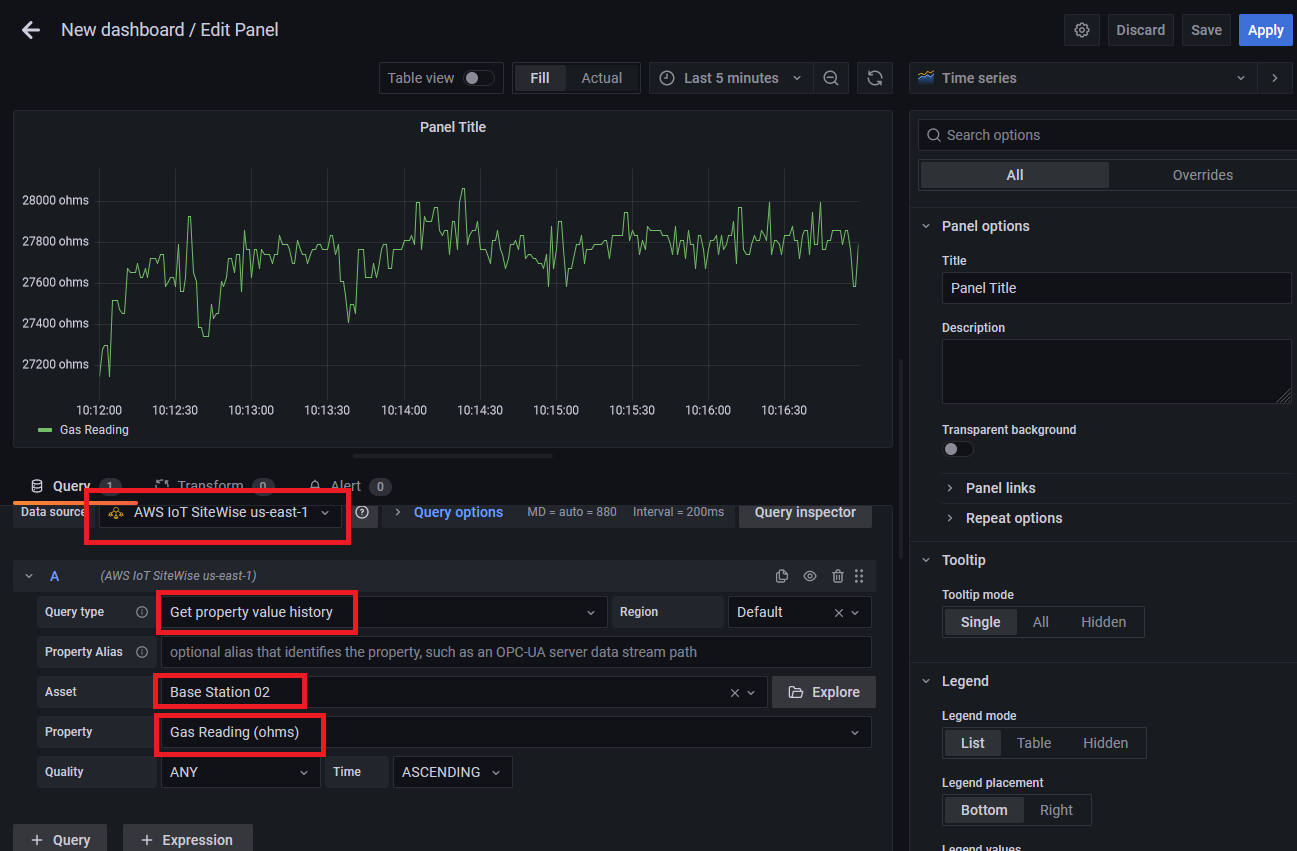 New dashboard / Edit Panel
Discard
Save
Apply
Table view
Fill
Actual
Last 5 minutes
Time series
Panel Title
28000 ohms
27800 ohms
27600 ohms
27400 ohms
27200 ohms
10:12:00
10:12:30
10:13:00
10:13:30
10:14:00
10:14:30
10:15:00
10:15:30
10:16:00
10:16:30
Gas Reading
Query 1
Transform 0
Alert 0
Data source
AWS IoT SiteWise us-east-1
Query options
MD = auto = 880
Interval = 200ms
Query inspector
A
(AWS IoT SiteWise us-east-1)
Query type
Get property value history
Region
Default
Property Alias
optional alias that identifies the property, such as an OPC-UA server data stream path
Asset
Base Station 02
Explore
Property
Gas Reading (ohms)
Quality
ANY
Time
ASCENDING
+ Query
+ Expression
Search options
All
Overrides
Panel options
Title
Panel Title
Description
Transparent background
Panel links
Repeat options
Tooltip
Tooltip mode
Single
All
Hidden
Legend
Legend mode
List
Table
Hidden
Legend placement
Bottom
Right
Legend values